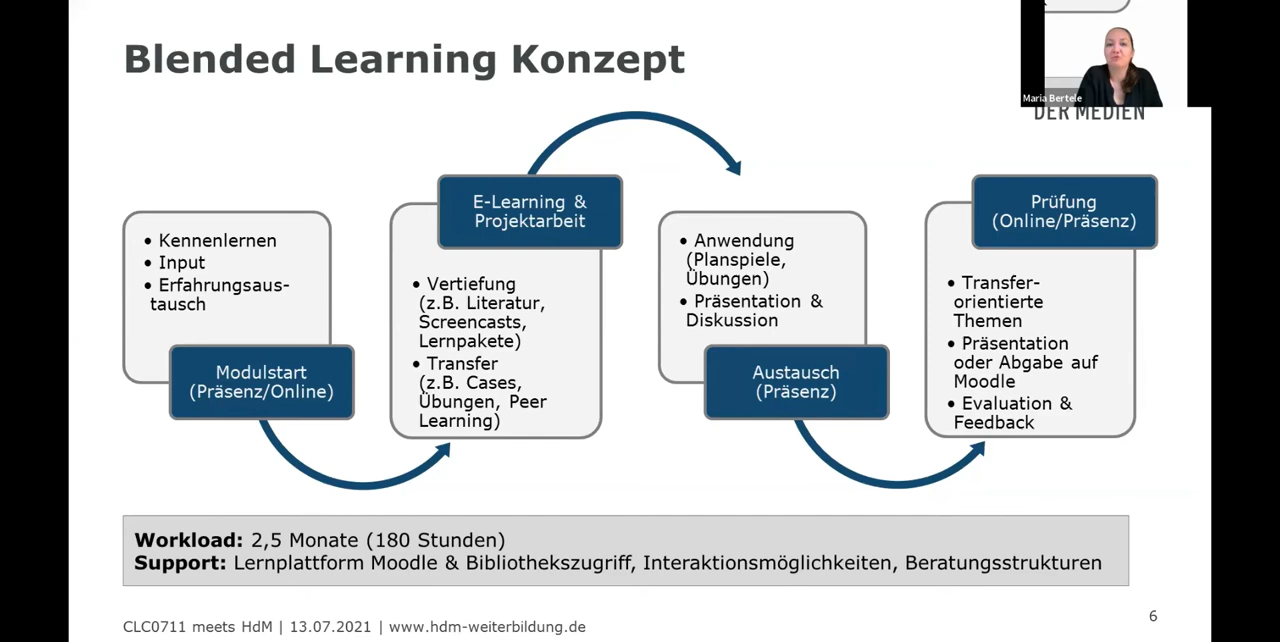 Blended Learning Konzept
Maria Bertele
DER MEDIEN
• Kennenlernen
• Input
• Erfahrungsaus-
tausch
Modulstart
(Präsenz/Online)
E-Learning &
Projektarbeit
• Vertiefung
(z.B. Literatur,
Screencasts,
Lernpakete)
• Transfer
(z.B. Cases,
Übungen, Peer
Learning)
• Anwendung
(Planspiele,
Übungen)
• Präsentation &
Diskussion
Austausch
(Präsenz)
Prüfung
(Online/Präsenz)
• Transfer-
orientierte
Themen
• Präsentation
oder Abgabe auf
Moodle
• Evaluation &
Feedback
Workload: 2,5 Monate (180 Stunden)
Support: Lernplattform Moodle & Bibliothekszugriff, Interaktionsmöglichkeiten, Beratungsstrukturen
CLC0711 meets HdM | 13.07.2021 | www.hdm-weiterbildung.de
6